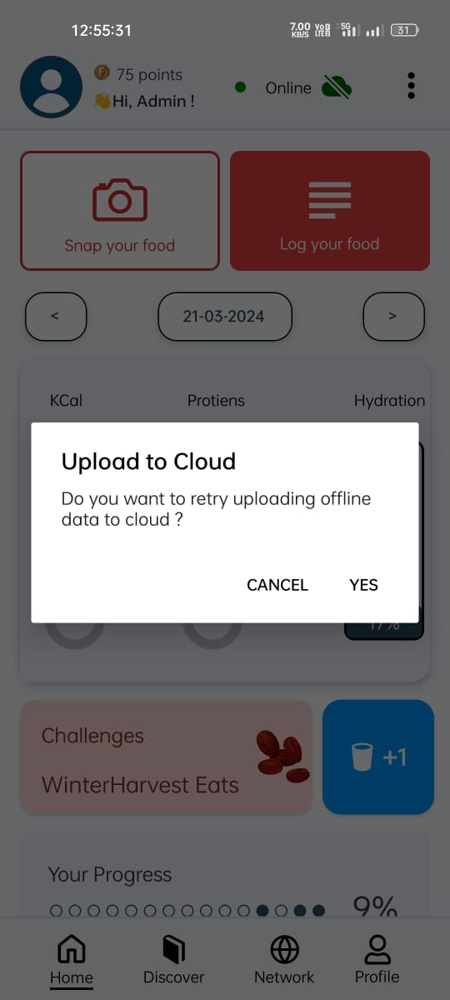 12:55:31
7.00 KB/S
Vo) LTE2
5G
31
75 points
Hi, Admin !
Online
Snap your food
Log your food
<
21-03-2024
>
KCal
Protiens
Hydration
Upload to Cloud
Do you want to retry uploading offline
data to cloud ?
CANCEL
YES
17%
Challenges
WinterHarvest Eats
+1
Your Progress
9%
Home
Discover
Network
Profile